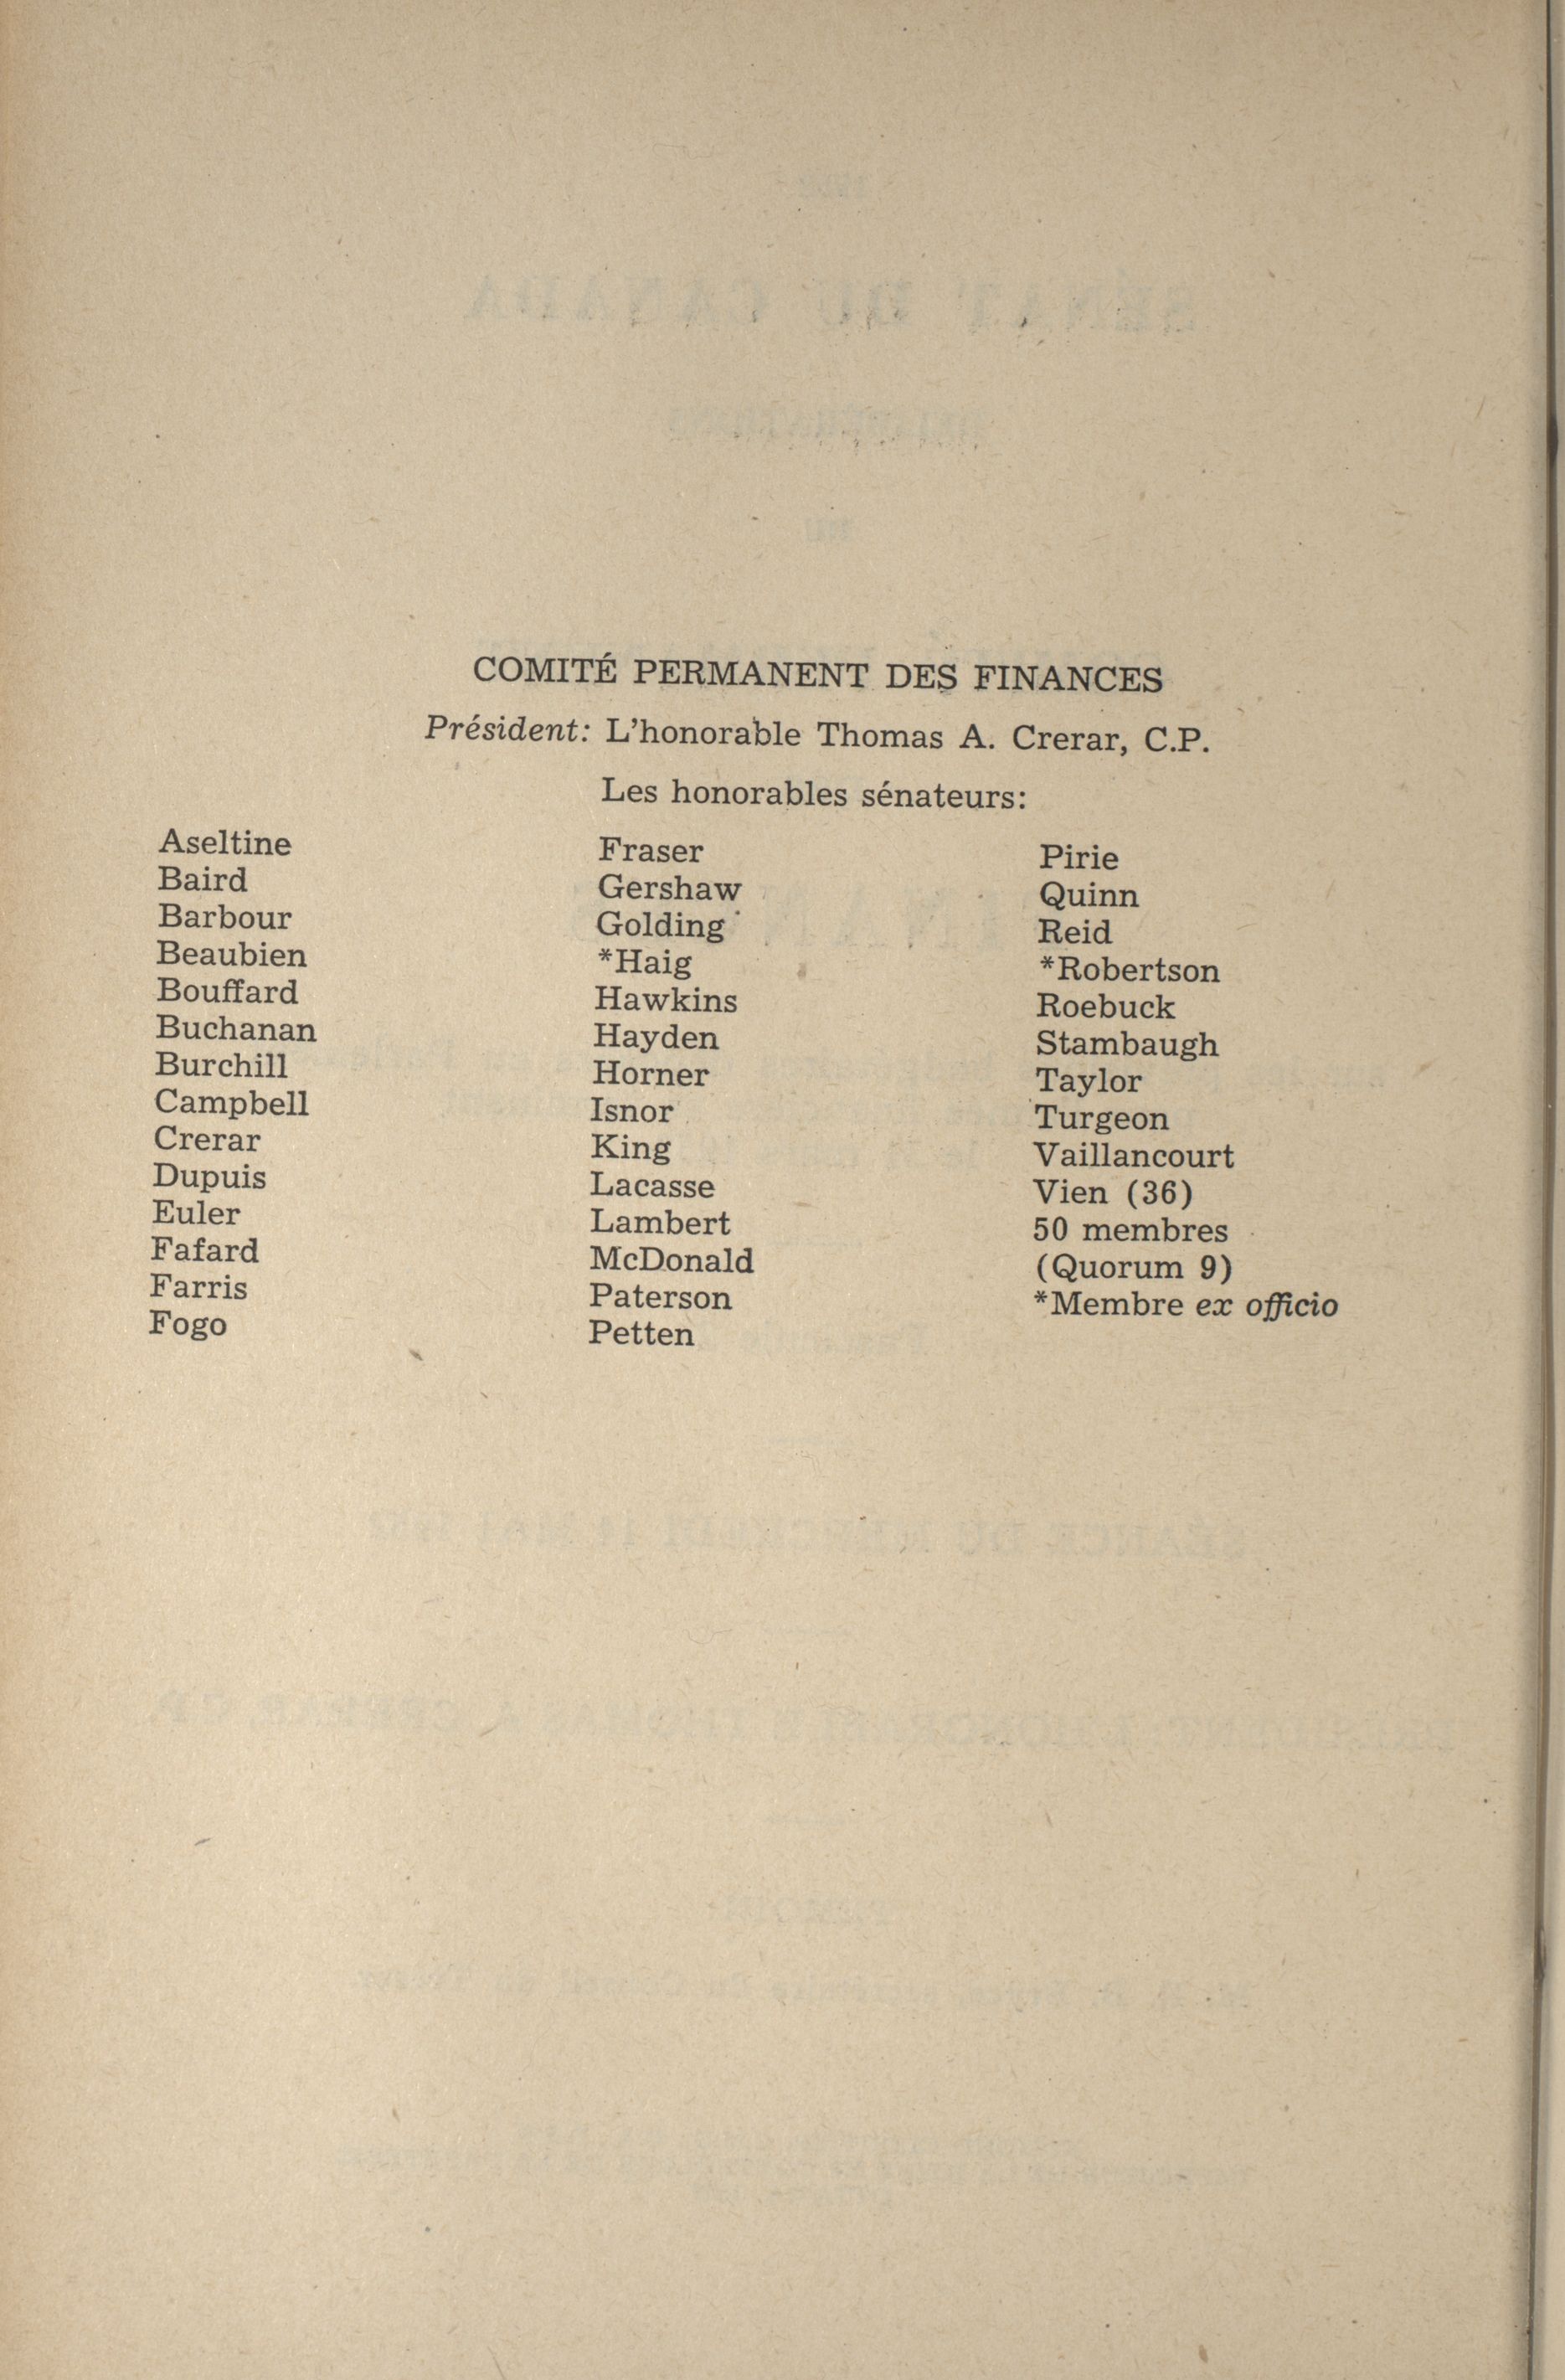 COMITÉ PERMANENT DES FINANCES
Président: L'honorable Thomas A. Crerar, C.P.
Les honorables sénateurs:
Aseltine
Baird
Barbour
Beaubien
Bouffard
Buchanan
Burchill
Campbell
Crerar
Dupuis
Euler
Fafard
Farris
Fogo
Fraser
Gershaw
Golding
*Haig
Hawkins
Hayden
Horner
Isnor
King
Lacasse
Lambert
McDonald
Paterson
Petten
Pirie
Quinn
Reid
*Robertson
Roebuck
Stambaugh
Taylor
Turgeon
Vaillancourt
Vien (36)
50 membres
(Quorum 9)
*Membre ex officio